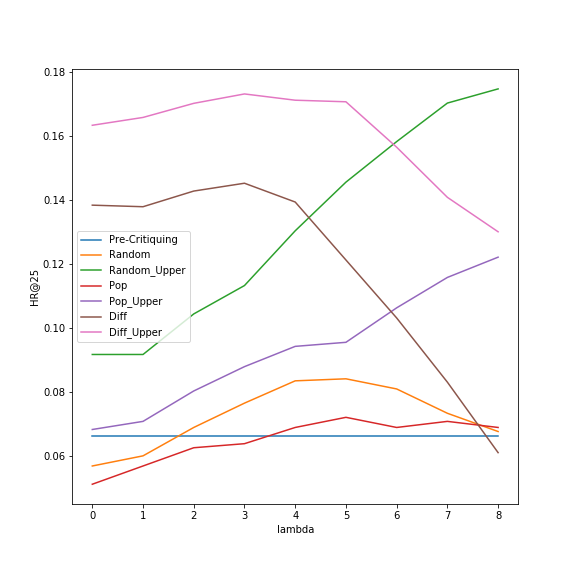 0.18
0.16
0.14
0.12
0.10
0.08
0.06
HR@25
Pre-Critiquing
Random
Random_Upper
Pop
Pop_Upper
Diff
Diff_Upper
0 1 2 3 4 5 6 7 8
lambda